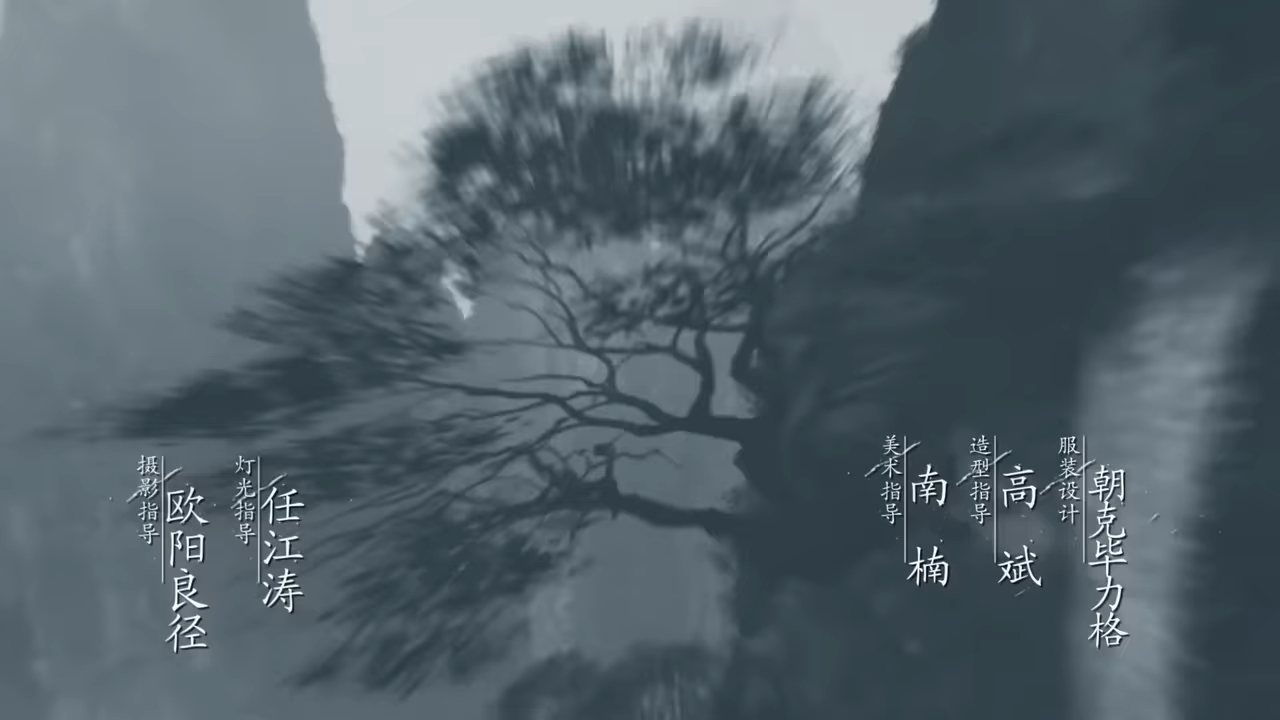 摄影指导
欧阳良径
灯光指导
任江涛
美术指导
南楠
造型指导
高斌
服装设计
朝克毕力格